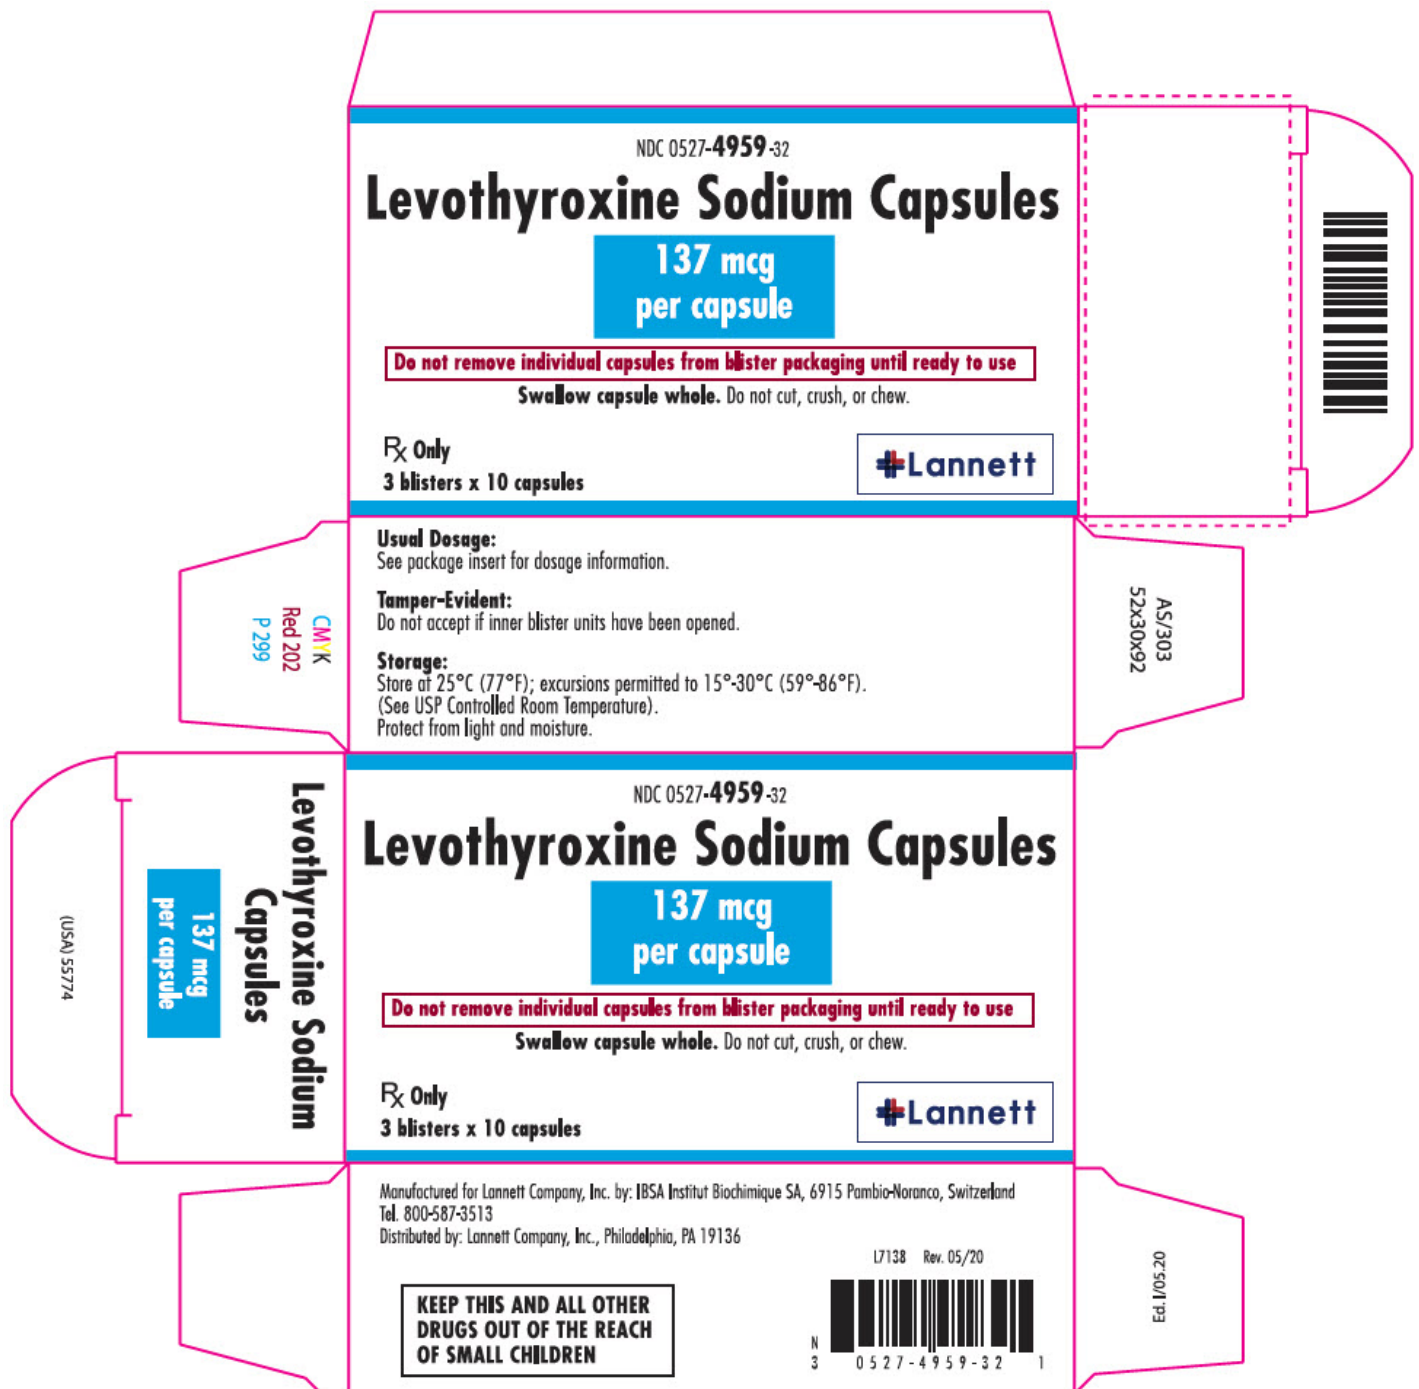 NDC 0527-4959-32
Levothyroxine Sodium Capsules
137 mcg
per capsule
Do not remove individual capsules from blister packaging until ready to use
Swallow capsule whole. Do not cut, crush, or chew.
Rx Only
3 blisters x 10 capsules
Lannett
Usual Dosage:
See package insert for dosage information.
Tamper-Evident:
Do not accept if inner blister units have been opened.
Storage:
Store at 25°C (77°F); excursions permitted to 15°-30°C (59°-86°F).
(See USP Controlled Room Temperature).
Protect from light and moisture.
CMYK
Red 202
P 299
AS/303
52x30x92
Levothyroxine Sodium
Capsules
137 mcg
per capsule
(USA) 55774
NDC 0527-4959-32
Levothyroxine Sodium Capsules
137 mcg
per capsule
Do not remove individual capsules from blister packaging until ready to use
Swallow capsule whole. Do not cut, crush, or chew.
Rx Only
3 blisters x 10 capsules
Lannett
Manufactured for Lannett Company, Inc. by: IBSA Institut Biochimique SA, 6915 Pambio-Noranco, Switzerland
Tel. 800-587-3513
Distributed by: Lannett Company, Inc., Philadelphia, PA 19136
L7138 Rev. 05/20
KEEP THIS AND ALL OTHER
DRUGS OUT OF THE REACH
OF SMALL CHILDREN
N
3 0527-4959-32 1
Ed. I/05.20